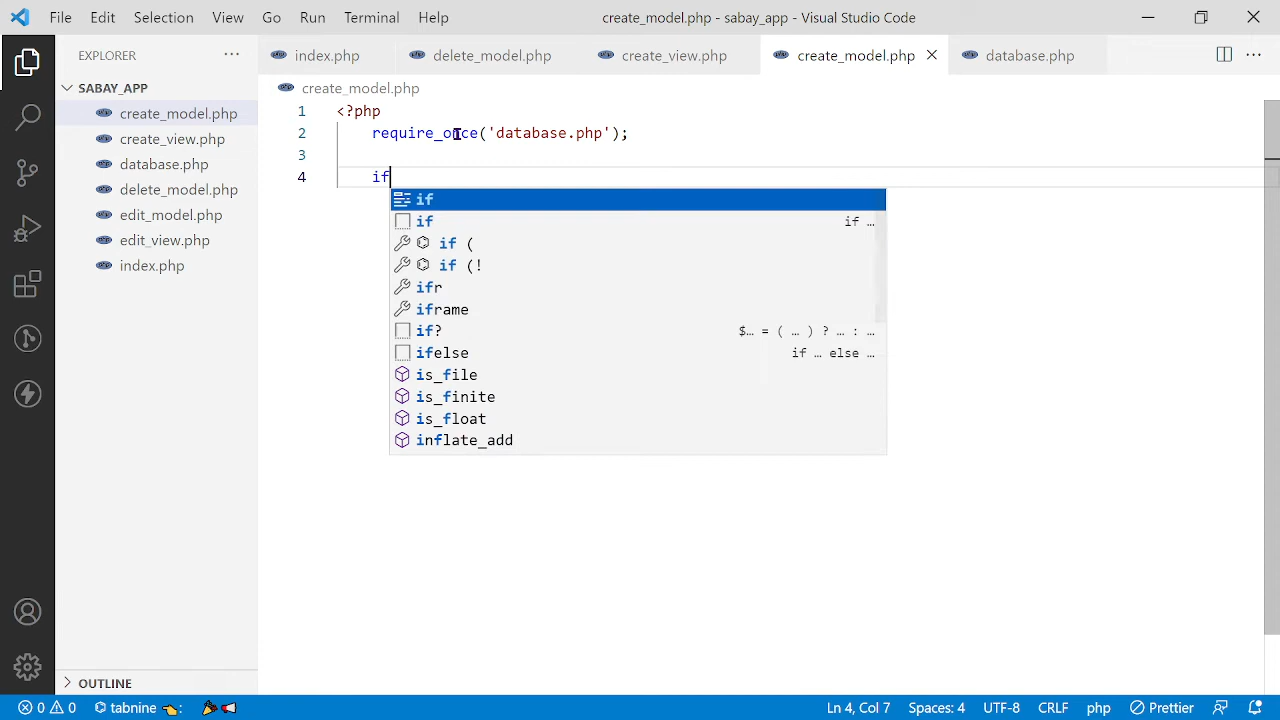 File Edit Selection View Go Run Terminal Help create_model.php - sabay_app - Visual Studio Code
EXPLORER
SABAY_APP
create_model.php
create_view.php
database.php
delete_model.php
edit_model.php
edit_view.php
index.php
OUTLINE
index.php delete_model.php create_view.php create_model.php database.php
create_model.php
1 <?php
2 require_once('database.php');
3
4 if
if
if if …
if (
if (!
ifr
iframe
if? $… = ( … ) ? … : …
ifelse if … else …
is_file
is_finite
is_float
inflate_add
0 0 tabnine Ln 4, Col 7 Spaces: 4 UTF-8 CRLF php Prettier